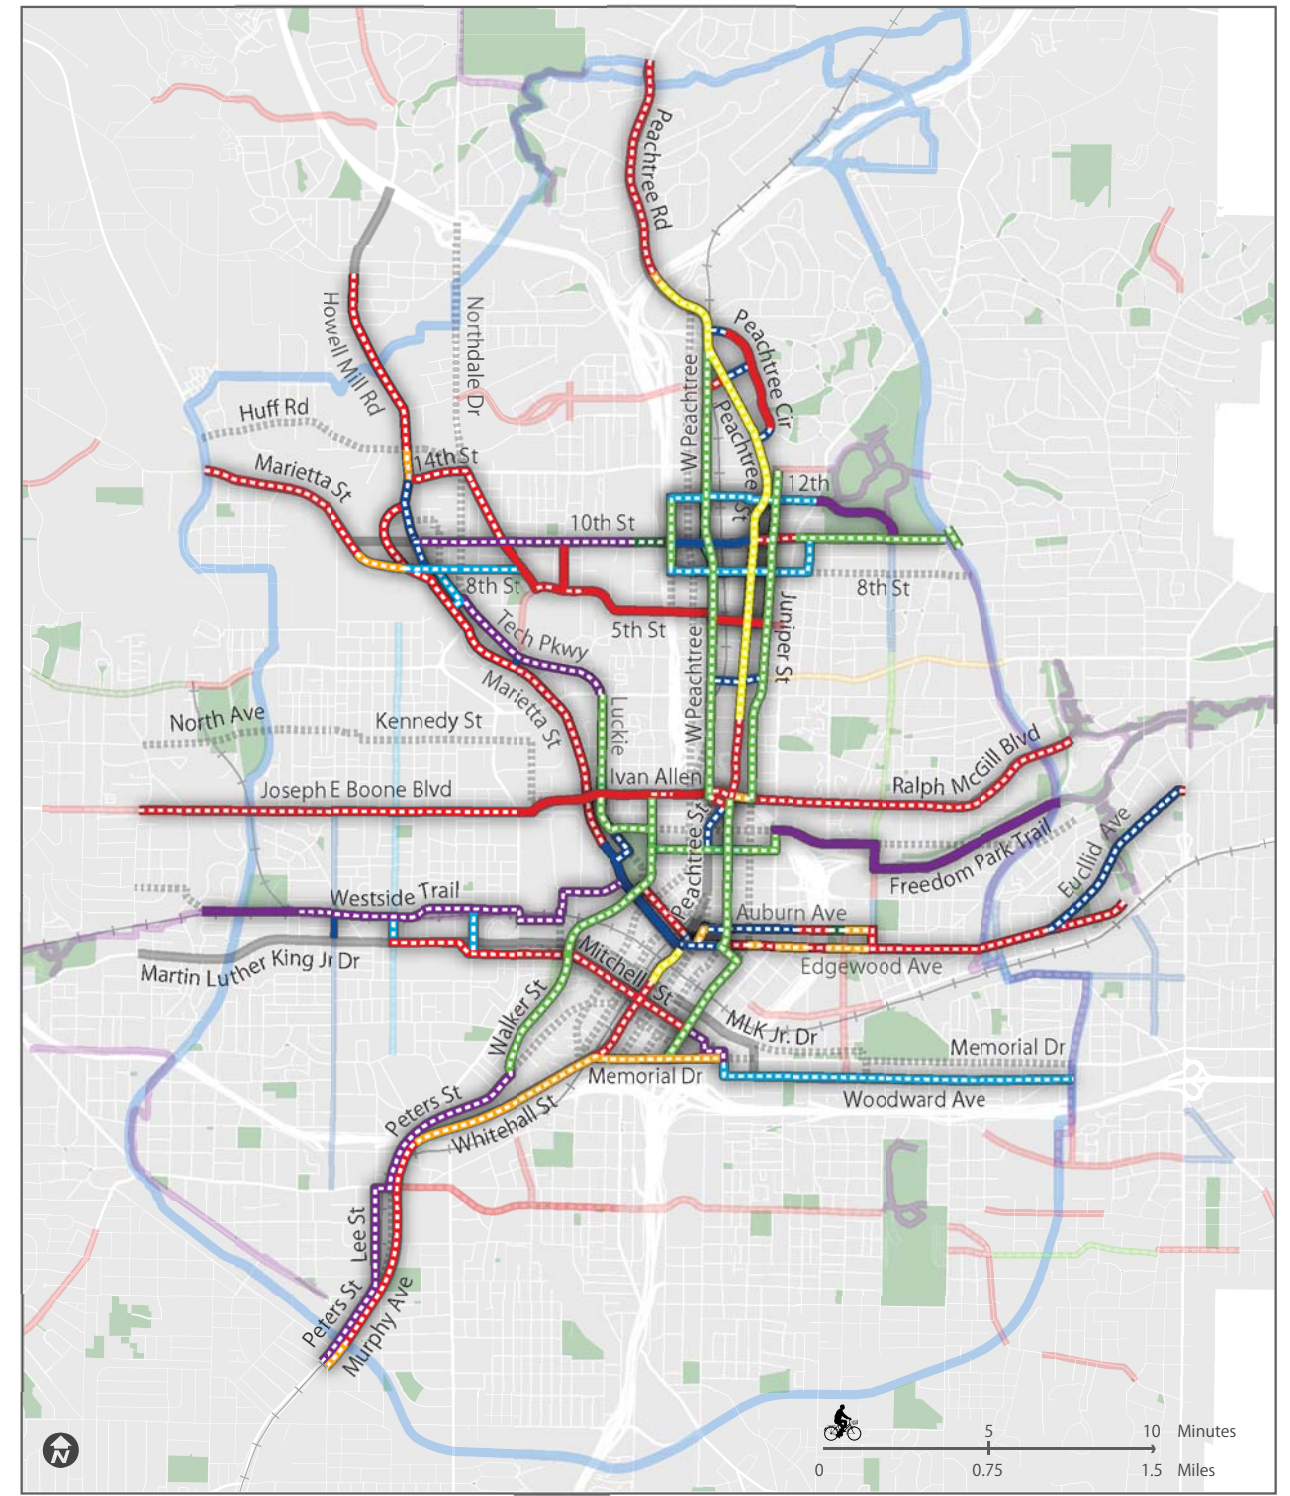 Peachtree Rd
Howell Mill Rd
Northdale Dr
W Peachtree
Peachtree Cir
Peachtree St
Huff Rd
Marietta St
14th St
12th
10th St
8th St
8th St
5th St
Juniper St
Tech Pkwy
W Peachtree
Marietta St
Luckie
North Ave
Kennedy St
Ivan Allen
Ralph McGill Blvd
Joseph E Boone Blvd
Peachtree St
Freedom Park Trail
Eucllid Ave
Westside Trail
Auburn Ave
Edgewood Ave
Martin Luther King Jr Dr
Mitchell St
Walker St
MLK Jr. Dr
Memorial Dr
Memorial Dr
Woodward Ave
Peters St
Whitehall St
Lee St
Peters St
Murphy Ave
N
5 10 Minutes
0 0.75 1.5 Miles